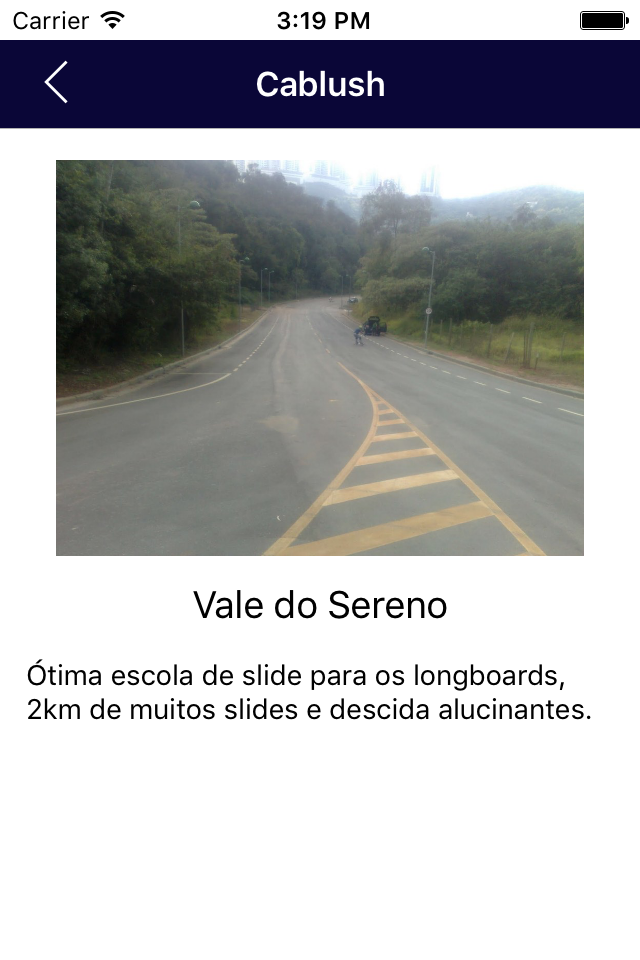 Carrier 3:19 PM
Cablush
Vale do Sereno
Ótima escola de slide para os longboards,
2km de muitos slides e descida alucinantes.